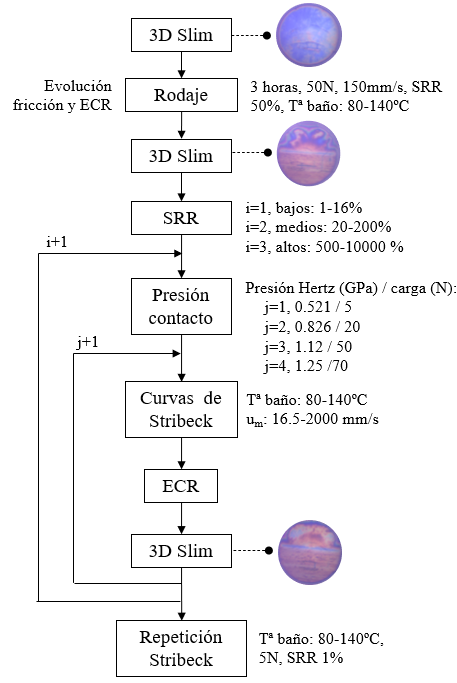 3D Slim
Evolución
fricción y ECR
Rodaje
3 horas, 50N, 150mm/s, SRR
50%, Tª baño: 80-140ºC
3D Slim
SRR
i=1, bajos: 1-16%
i=2, medios: 20-200%
i=3, altos: 500-10000 %
i+1
Presión
contacto
Presión Hertz (GPa) / carga (N):
j=1, 0.521 / 5
j=2, 0.826 / 20
j=3, 1.12 / 50
j=4, 1.25 /70
j+1
Curvas de
Stribeck
Tª baño: 80-140ºC
um: 16.5-2000 mm/s
ECR
3D Slim
Repetición
Stribeck
Tª baño: 80-140ºC,
5N, SRR 1%